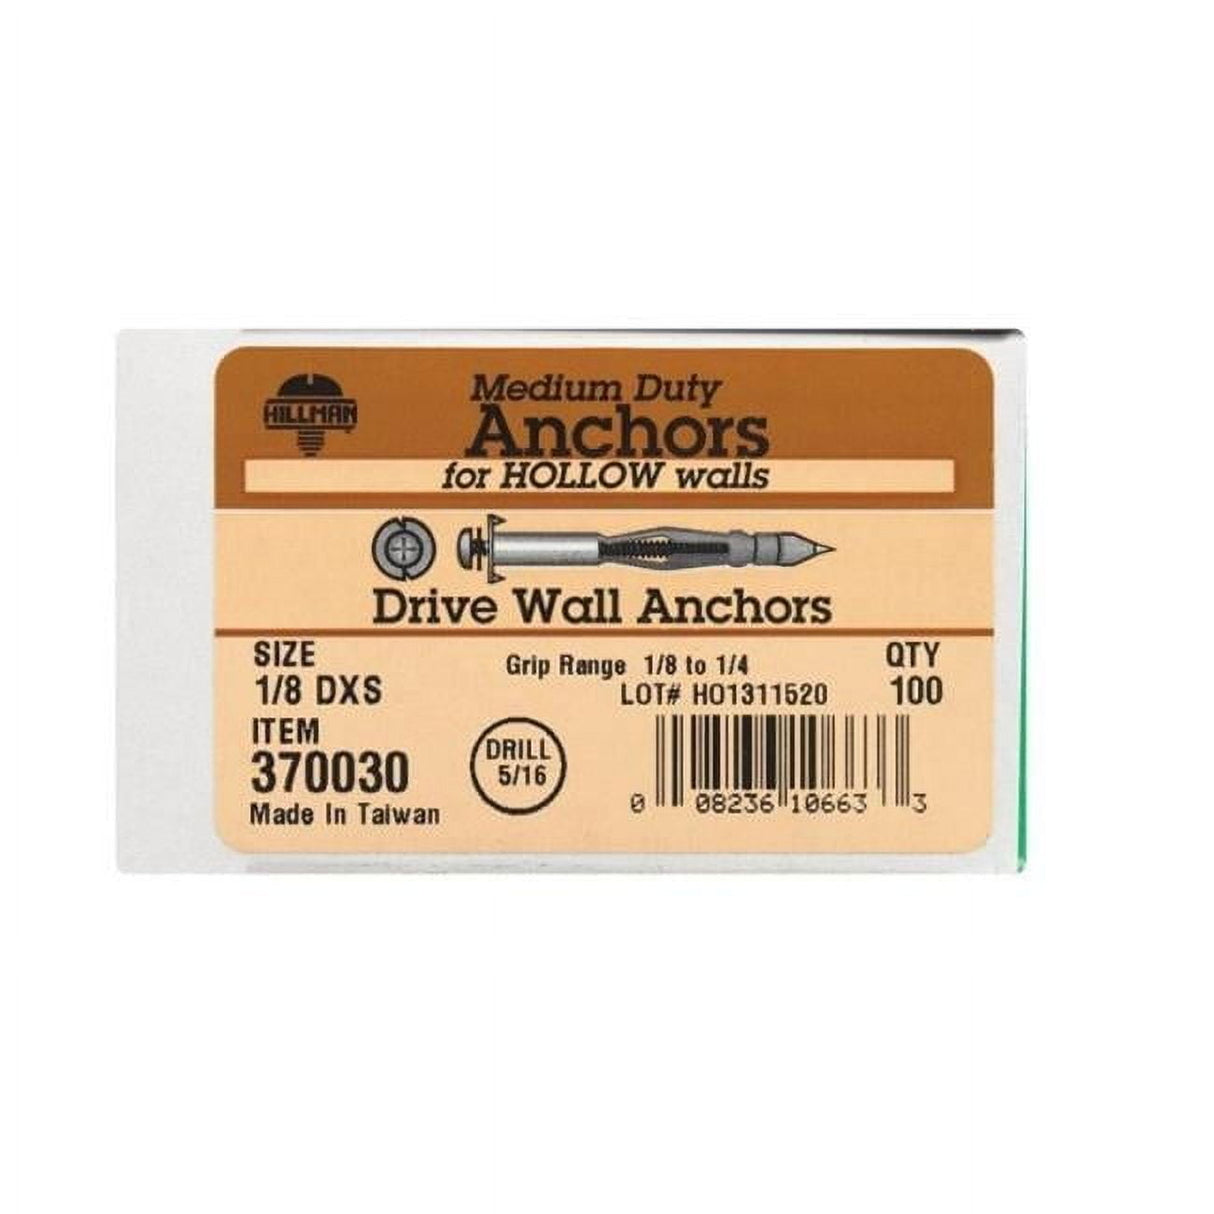 HILLMAN
Medium Duty
Anchors
for HOLLOW walls
Drive Wall Anchors
SIZE
1/8 DXS
Grip Range 1/8 to 1/4
LOT# HO1311520
QTY
100
ITEM
370030
Made In Taiwan
DRILL
5/16
0 08236 10663 3